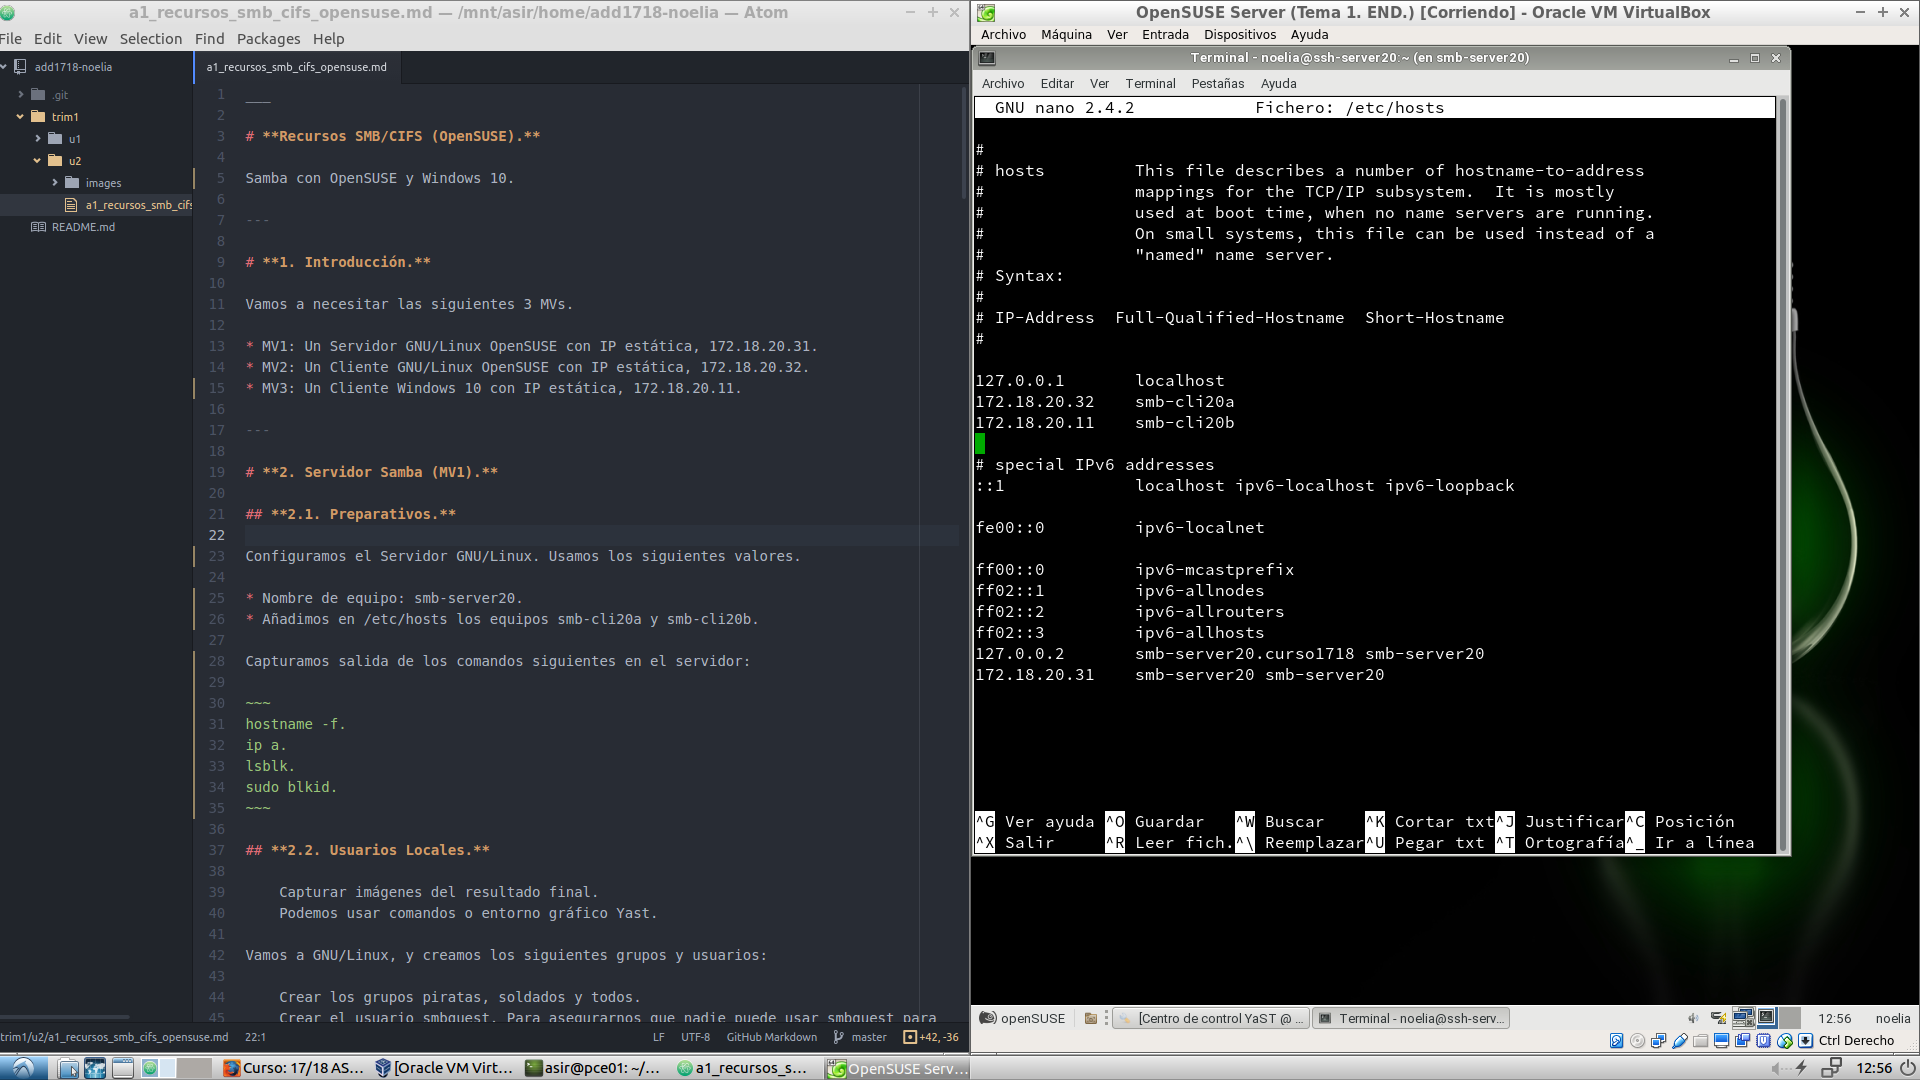 a1_recursos_smb_cifs_opensuse.md — /mnt/asir/home/add1718-noelia — Atom
File Edit View Selection Find Packages Help
add1718-noelia
.git
trim1
u1
u2
images
a1_recursos_smb_cifs
README.md
a1_recursos_smb_cifs_opensuse.md
1 ___
2
3 # **Recursos SMB/CIFS (OpenSUSE).**
4
5 Samba con OpenSUSE y Windows 10.
6
7 ---
8
9 # **1. Introducción.**
10
11 Vamos a necesitar las siguientes 3 MVs.
12
13 * MV1: Un Servidor GNU/Linux OpenSUSE con IP estática, 172.18.20.31.
14 * MV2: Un Cliente GNU/Linux OpenSUSE con IP estática, 172.18.20.32.
15 * MV3: Un Cliente Windows 10 con IP estática, 172.18.20.11.
16
17 ---
18
19 # **2. Servidor Samba (MV1).**
20
21 ## **2.1. Preparativos.**
22
23 Configuramos el Servidor GNU/Linux. Usamos los siguientes valores.
24
25 * Nombre de equipo: smb-server20.
26 * Añadimos en /etc/hosts los equipos smb-cli20a y smb-cli20b.
27
28 Capturamos salida de los comandos siguientes en el servidor:
29
30 ~~~
31 hostname -f.
32 ip a.
33 lsblk.
34 sudo blkid.
35 ~~~
36
37 ## **2.2. Usuarios Locales.**
38
39 Capturar imágenes del resultado final.
40 Podemos usar comandos o entorno gráfico Yast.
41
42 Vamos a GNU/Linux, y creamos los siguientes grupos y usuarios:
43
44 Crear los grupos piratas, soldados y todos.
45 Crear el usuario smbguest. Para asegurarnos que nadie puede usar smbguest para
trim1/u2/a1_recursos_smb_cifs_opensuse.md 22:1 LF UTF-8 GitHub Markdown master +42, -36
OpenSUSE Server (Tema 1. END.) [Corriendo] - Oracle VM VirtualBox
Archivo Máquina Ver Entrada Dispositivos Ayuda
Terminal - noelia@ssh-server20:~ (en smb-server20)
Archivo Editar Ver Terminal Pestañas Ayuda
GNU nano 2.4.2 Fichero: /etc/hosts
#
# hosts This file describes a number of hostname-to-address
# mappings for the TCP/IP subsystem. It is mostly
# used at boot time, when no name servers are running.
# On small systems, this file can be used instead of a
# "named" name server.
# Syntax:
#
# IP-Address Full-Qualified-Hostname Short-Hostname
#
127.0.0.1 localhost
172.18.20.32 smb-cli20a
172.18.20.11 smb-cli20b
# special IPv6 addresses
::1 localhost ipv6-localhost ipv6-loopback
fe00::0 ipv6-localnet
ff00::0 ipv6-mcastprefix
ff02::1 ipv6-allnodes
ff02::2 ipv6-allrouters
ff02::3 ipv6-allhosts
127.0.0.2 smb-server20.curso1718 smb-server20
172.18.20.31 smb-server20 smb-server20
^G Ver ayuda ^O Guardar ^W Buscar ^K Cortar txt ^J Justificar ^C Posición
^X Salir ^R Leer fich. ^\ Reemplazar ^U Pegar txt ^T Ortografía ^_ Ir a línea
openSUSE [Centro de control YaST @ ... Terminal - noelia@ssh-serv... 12:56 noelia
Ctrl Derecho
Curso: 17/18 AS... [Oracle VM Virt... asir@pce01: ~/... a1_recursos_s... OpenSUSE Serv... 12:56